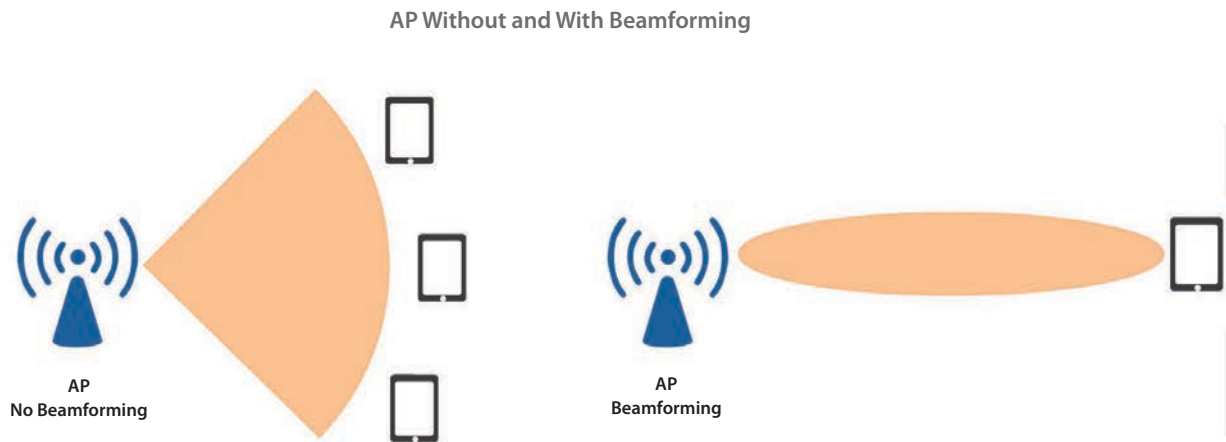 AP Without and With Beamforming
AP
No Beamforming
AP
Beamforming